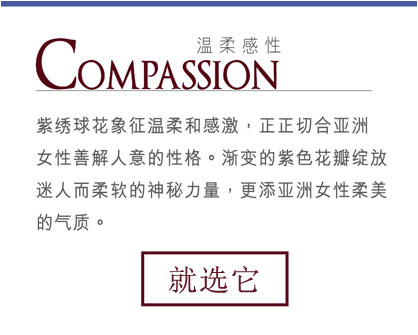 温柔感性
COMPASSION
紫绣球花象征温柔和感激，正正切合亚洲
女性善解人意的性格。渐变的紫色花瓣绽放
迷人而柔软的神秘力量，更添亚洲女性柔美
的气质。
就选它